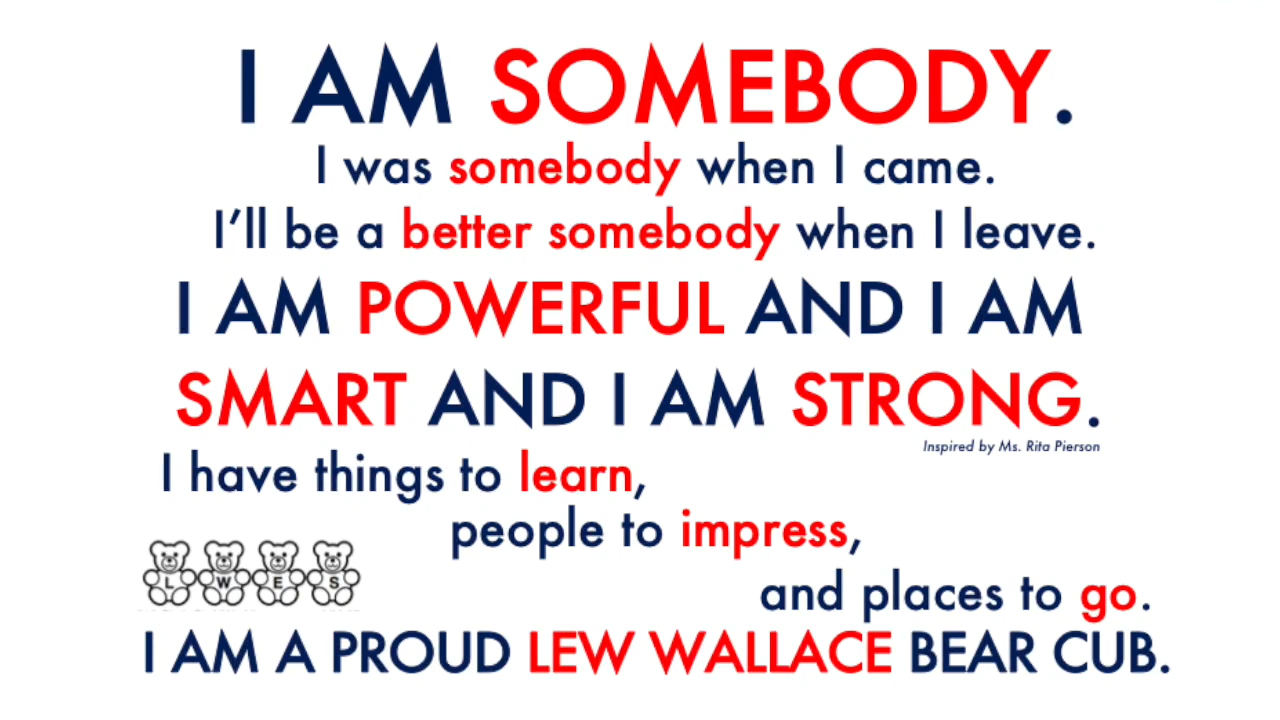 I AM SOMEBODY.
I was somebody when I came.
I’ll be a better somebody when I leave.
I AM POWERFUL AND I AM
SMART AND I AM STRONG.
Inspired by Ms. Rita Pierson
I have things to learn,
people to impress,
and places to go.
L W E S
I AM A PROUD LEW WALLACE BEAR CUB.